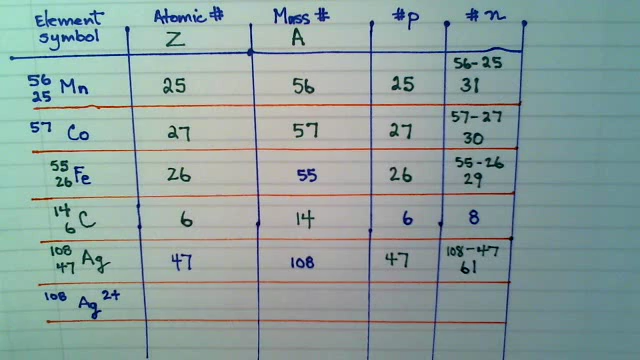 Element symbol Atomic # Z Mass # A #p # n
56 25 Mn 25 56 25 56-25 31
57 Co 27 57 27 57-27 30
55 26 Fe 26 55 26 55-26 29
14 6 C 6 14 6 8
108 47 Ag 47 108 47 108-47 61
108 Ag 2+